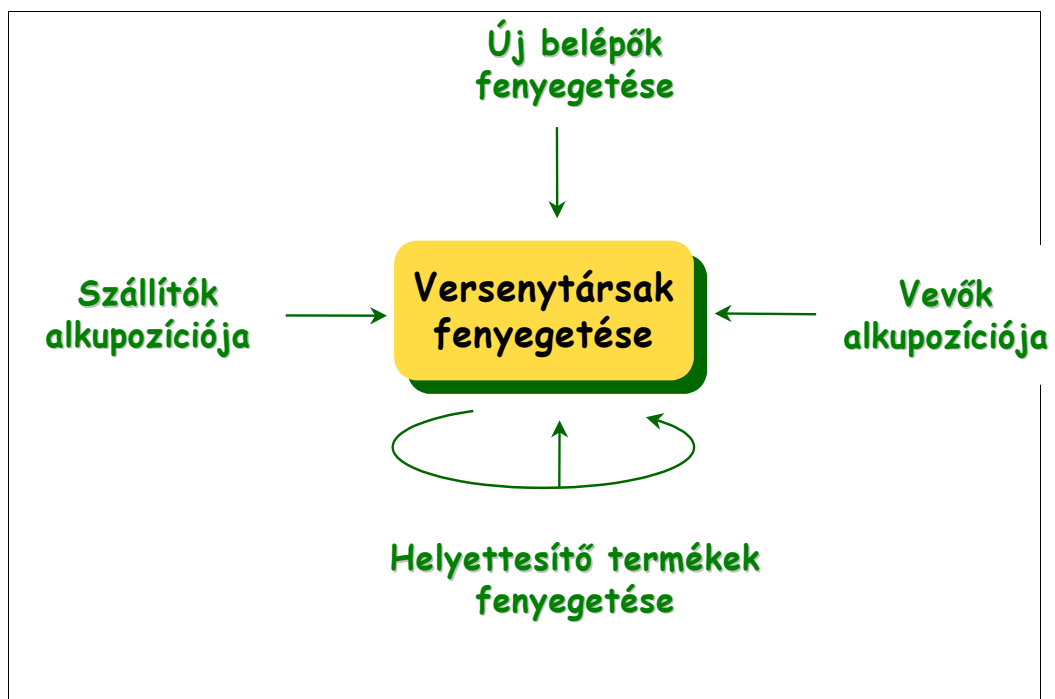 Új belépők
fenyegetése
Szállítók
alkupozíciója
Versenytársak
fenyegetése
Vevők
alkupozíciója
Helyettesítő termékek
fenyegetése